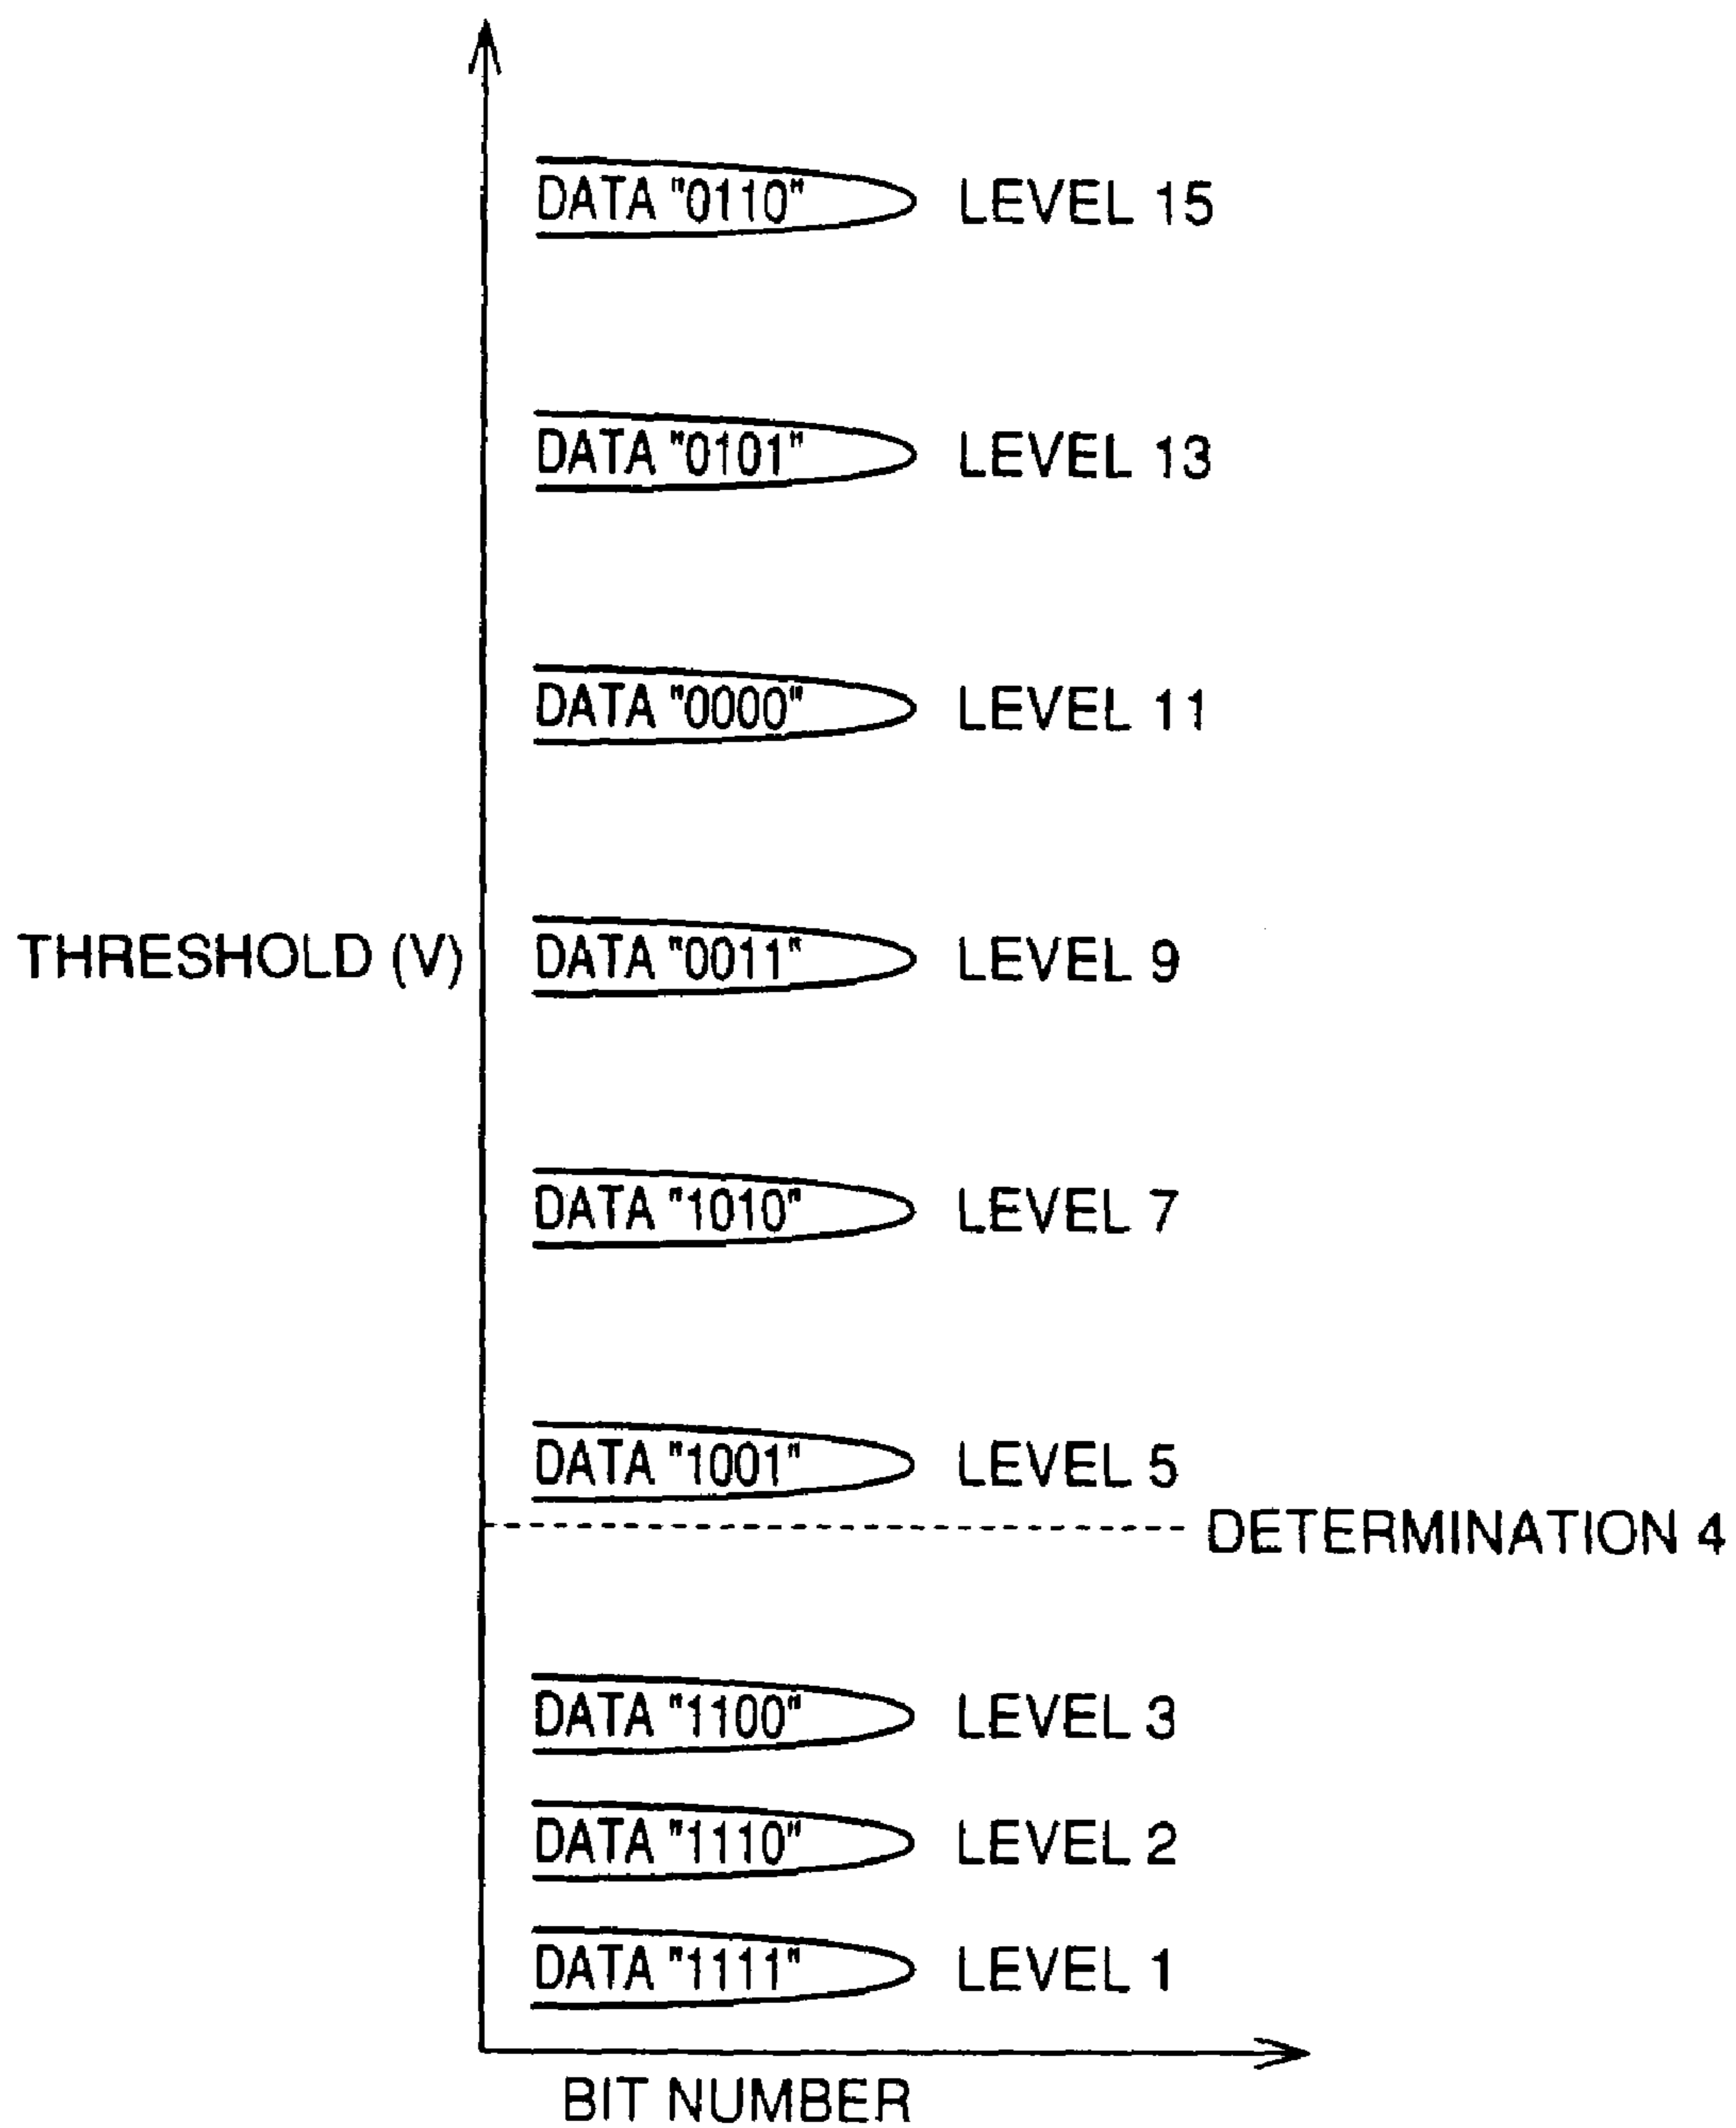 DATA "0110" LEVEL 15
DATA "0101" LEVEL 13
DATA "0000" LEVEL 11
THRESHOLD (V) DATA "0011" LEVEL 9
DATA "1010" LEVEL 7
DATA "1001" LEVEL 5
DETERMINATION 4
DATA "1100" LEVEL 3
DATA "1110" LEVEL 2
DATA "1111" LEVEL 1
BIT NUMBER